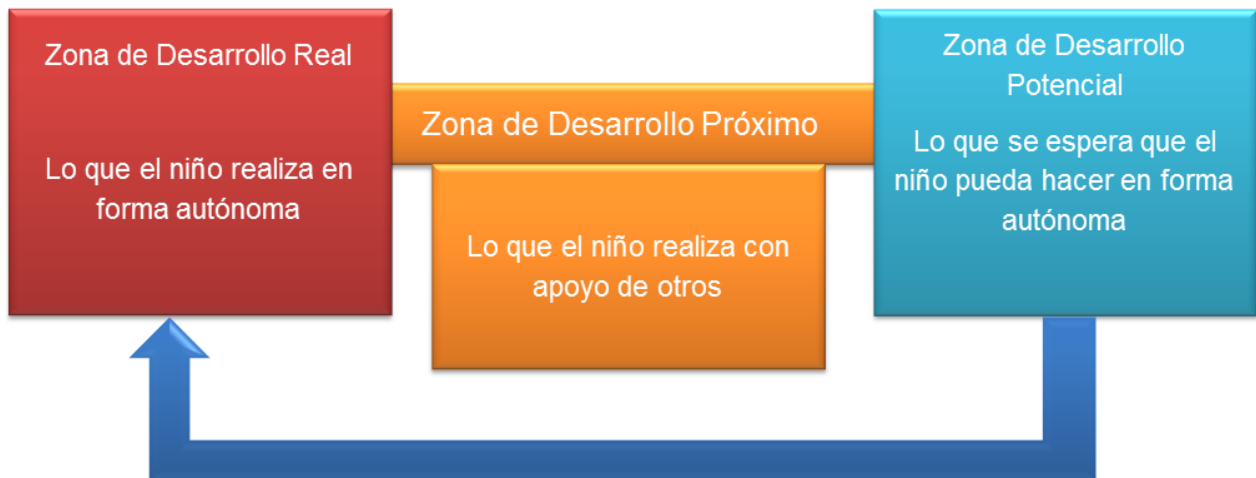 Zona de Desarrollo Real
Lo que el niño realiza en
forma autónoma
Zona de Desarrollo Próximo
Lo que el niño realiza con
apoyo de otros
Zona de Desarrollo
Potencial
Lo que se espera que el
niño pueda hacer en forma
autónoma